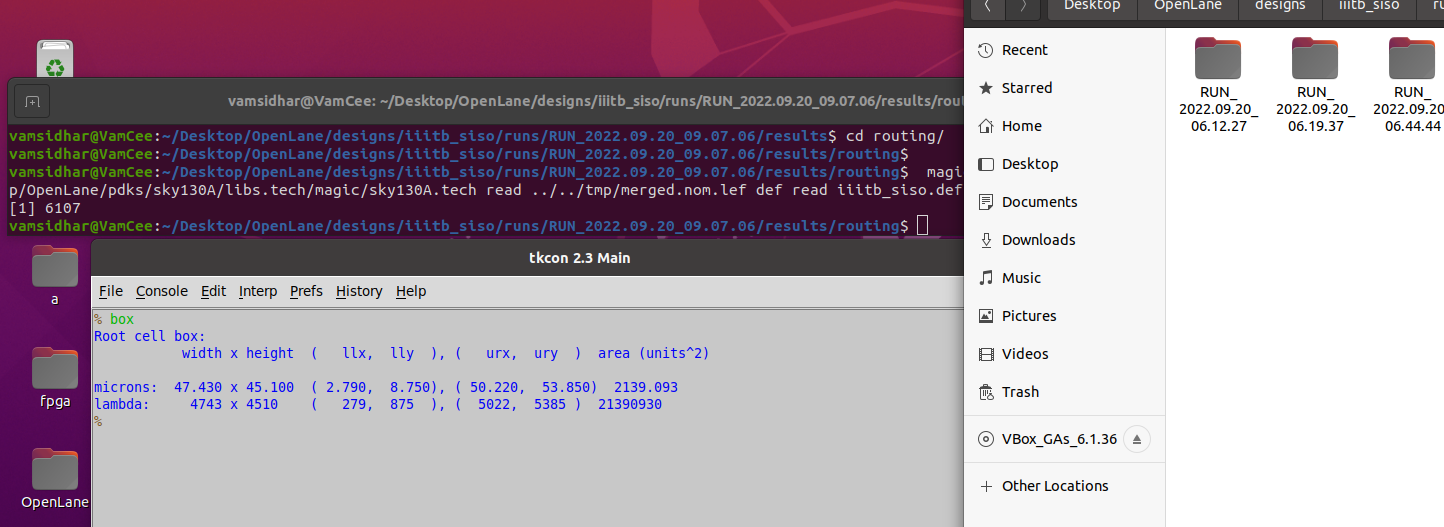 Desktop OpenLane designs iiitb_siso
vamsidhar@VamCee: ~/Desktop/OpenLane/designs/iiitb_siso/runs/RUN_2022.09.20_09.07.06/results/rout
vamsidhar@VamCee:~/Desktop/OpenLane/designs/iiitb_siso/runs/RUN_2022.09.20_09.07.06/results$ cd routing/
vamsidhar@VamCee:~/Desktop/OpenLane/designs/iiitb_siso/runs/RUN_2022.09.20_09.07.06/results/routing$
vamsidhar@VamCee:~/Desktop/OpenLane/designs/iiitb_siso/runs/RUN_2022.09.20_09.07.06/results/routing$  magi
p/OpenLane/pdks/sky130A/libs.tech/magic/sky130A.tech read ../../tmp/merged.nom.lef def read iiitb_siso.def
[1] 6107
vamsidhar@VamCee:~/Desktop/OpenLane/designs/iiitb_siso/runs/RUN_2022.09.20_09.07.06/results/routing$
a
fpga
OpenLane
tkcon 2.3 Main
File Console Edit Interp Prefs History Help
% box
Root cell box:
width x height  (   llx,  lly  ), (   urx,  ury  )  area (units^2)
microns:  47.430 x 45.100  ( 2.790,  8.750), ( 50.220,  53.850)  2139.093
lambda:     4743 x 4510    (   279,  875  ), (  5022,  5385 )  21390930
%
Recent
Starred
Home
Desktop
Documents
Downloads
Music
Pictures
Videos
Trash
VBox_GAs_6.1.36
Other Locations
RUN_
2022.09.20_
06.12.27
RUN_
2022.09.20_
06.19.37
RUN_
2022.09.20
06.44.44